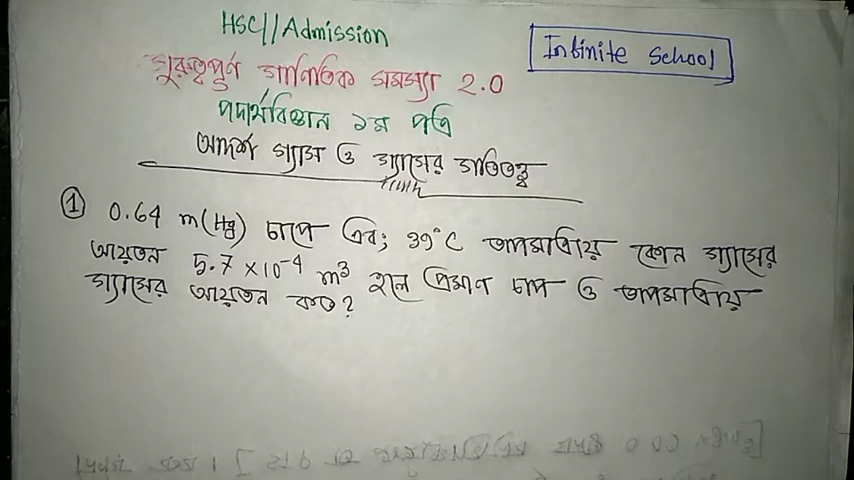 HSC//Admission
Infinite School
গুরুত্বপূর্ণ গাণিতিক সমস্যা 2.0
পদার্থবিজ্ঞান ১ম পত্র
আদর্শ গ্যাস ও গ্যাসের গতিতত্ত্ব
① 0.64 m(Hg) চাপে এবং 39°C তাপমাত্রায় কোন গ্যাসের
আয়তন 5.7 × 10⁻⁴ m³ হলে প্রমাণ চাপ ও তাপমাত্রায়
গ্যাসের আয়তন কত?